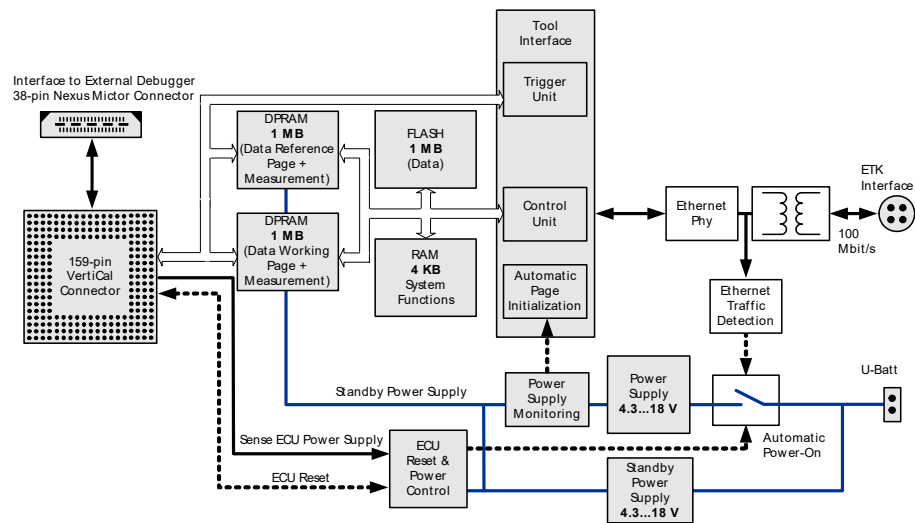 Tool
Interface
Interface to External Debugger
38-pin Nexus Mictor Connector
Trigger
Unit
DPRAM
1 MB
(Data Reference
Page +
Measurement)
FLASH
1 MB
(Data)
DPRAM
1 MB
(Data Working
Page +
Measurement)
RAM
4 KB
System
Functions
Control
Unit
Automatic
Page
Initialization
Ethernet
Phy
ETK
Interface
100
Mbit/s
159-pin
VertiCal
Connector
Ethernet
Traffic
Detection
U-Batt
Standby Power Supply
Power
Supply
Monitoring
Power
Supply
4.3...18 V
Automatic
Power-On
Sense ECU Power Supply
ECU
Reset &
Power
Control
ECU Reset
Standby
Power
Supply
4.3...18 V